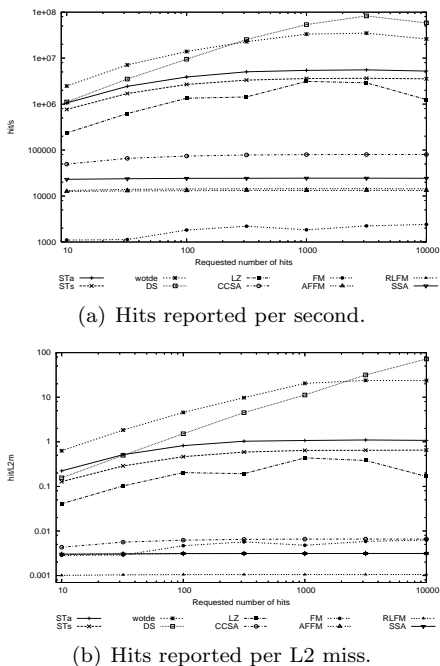 1e+08
1e+07
1e+06
100000
10000
1000
hit/s
10 100 1000 10000
Requested number of hits
STa wotde LZ FM RLFM
STs DS CCSA AFFM SSA
(a) Hits reported per second.
100
10
1
0.1
0.01
0.001
hit/L2m
10 100 1000 10000
Requested number of hits
STa wotde LZ FM RLFM
STs DS CCSA AFFM SSA
(b) Hits reported per L2 miss.